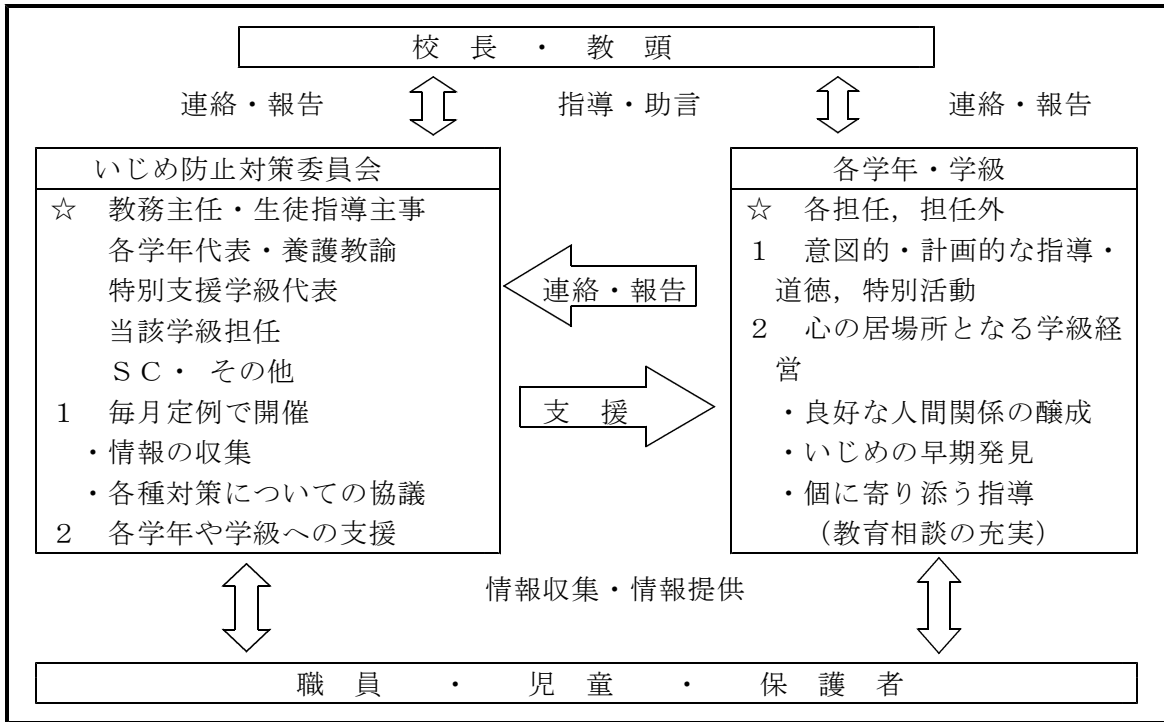 校 長 ・ 教 頭
連絡・報告
指導・助言
連絡・報告
いじめ防止対策委員会
☆ 教務主任・生徒指導主事
各学年代表・養護教諭
特別支援学級代表
当該学級担任
ＳＣ・ その他
１ 毎月定例で開催
・情報の収集
・各種対策についての協議
２ 各学年や学級への支援
連絡・報告
支 援
各学年・学級
☆ 各担任，担任外
１ 意図的・計画的な指導・
道徳，特別活動
２ 心の居場所となる学級経
営
・良好な人間関係の醸成
・いじめの早期発見
・個に寄り添う指導
（教育相談の充実）
情報収集・情報提供
職 員 ・ 児 童 ・ 保 護 者